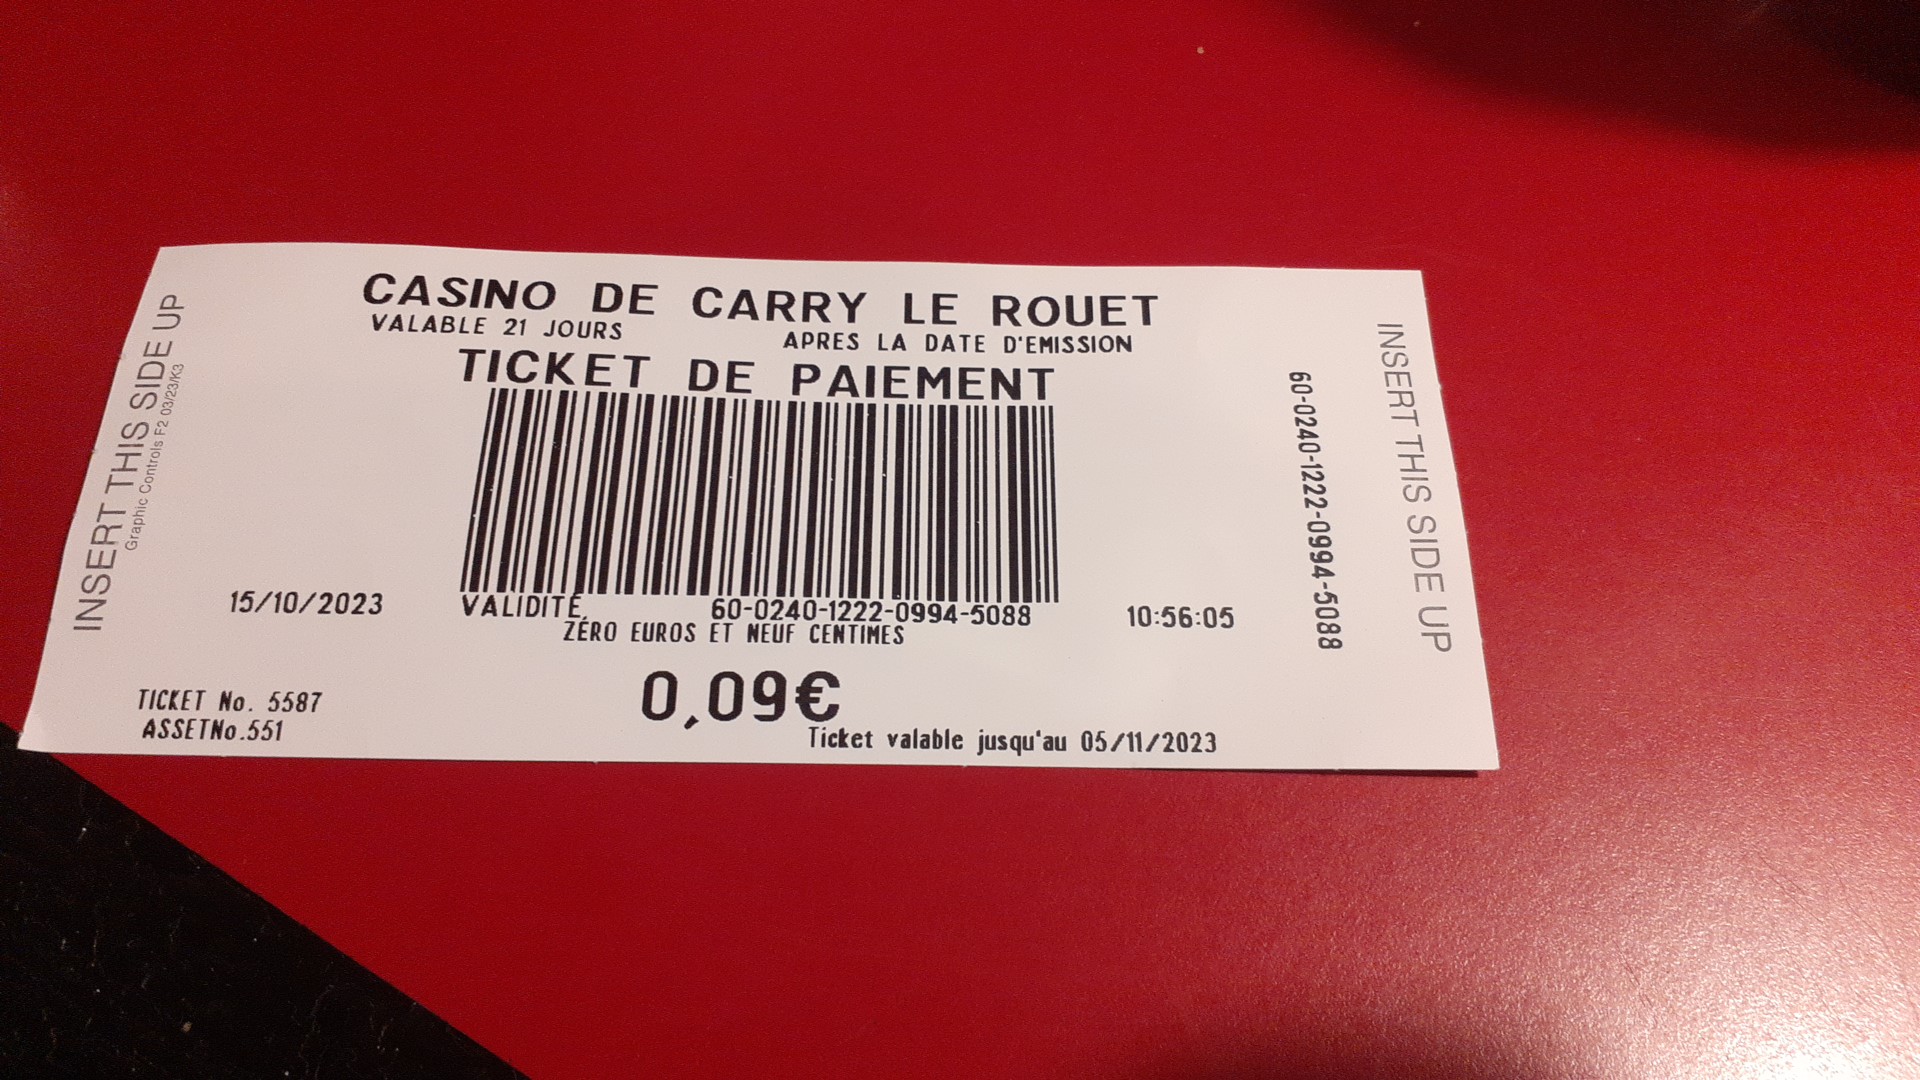 CASINO DE CARRY LE ROUET
VALABLE 21 JOURS APRES LA DATE D'EMISSION
TICKET DE PAIEMENT
INSERT THIS SIDE UP
Graphic Controls F2 03/23/K3
15/10/2023
VALIDITÉ 60-0240-1222-0994-5088
10:56:05
ZÉRO EUROS ET NEUF CENTIMES
0,09€
TICKET No. 5587
ASSETNo.551
Ticket valable jusqu'au 05/11/2023
60-0240-1222-0994-5088
INSERT THIS SIDE UP